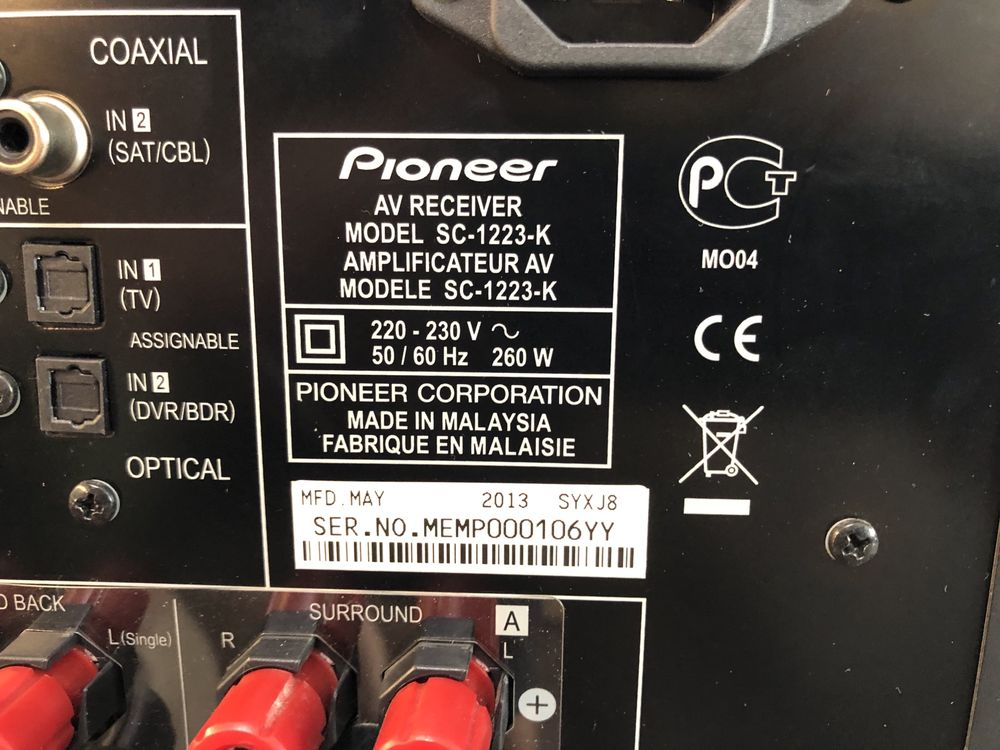 COAXIAL
IN 2
(SAT/CBL)
IN 1
(TV)
ASSIGNABLE
IN 2
(DVR/BDR)
OPTICAL
Pioneer
AV RECEIVER
MODEL SC-1223-K
AMPLIFICATEUR AV
MODELE SC-1223-K
220 - 230 V ~
50 / 60 Hz 260 W
PIONEER CORPORATION
MADE IN MALAYSIA
FABRIQUE EN MALAISIE
MFD. MAY 2013 SYXJ8
SER.NO.MEMP000106YY
PCT
MO04
CE
BACK
L (Single)
SURROUND
R
A
L
+